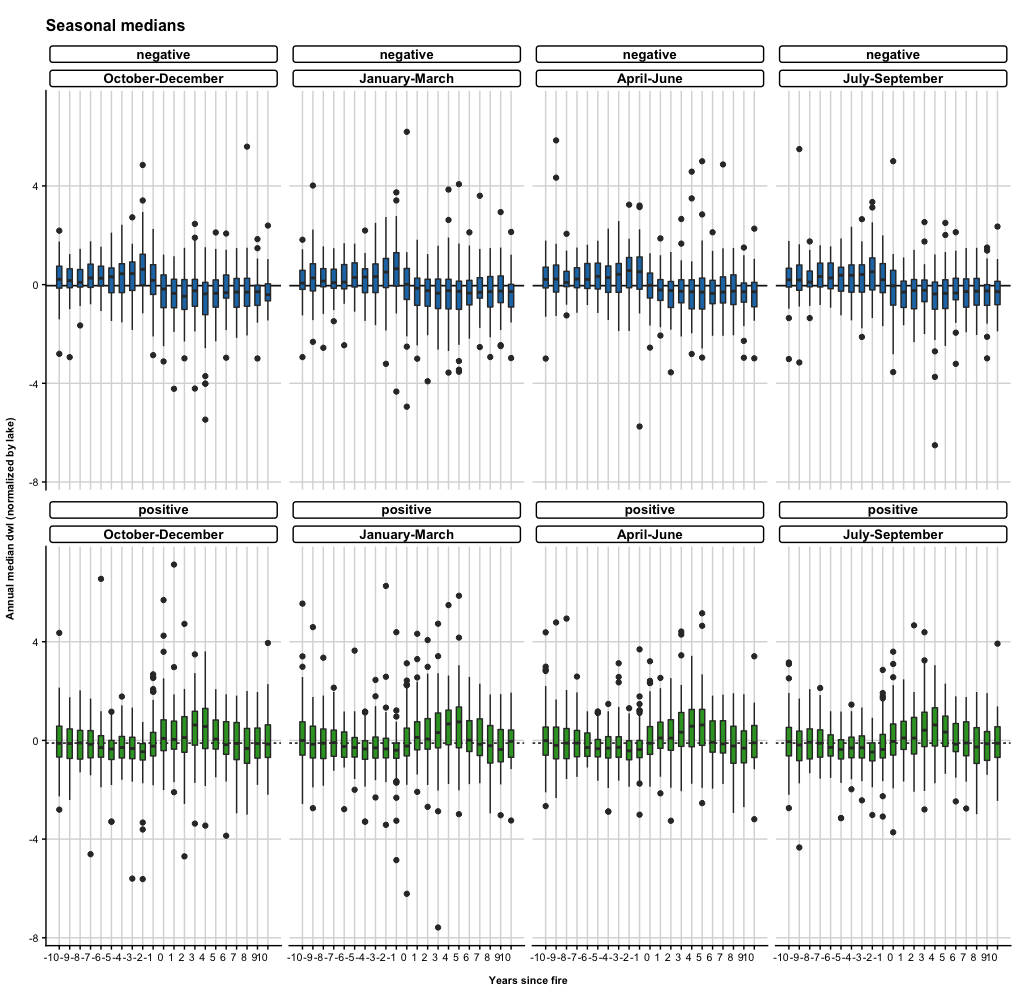 Seasonal medians
negative negative negative negative
October-December January-March April-June July-September
4
0
-4
-8
Annual median dwl (normalized by lake)
positive positive positive positive
October-December January-March April-June July-September
4
0
-4
-8
-10-9-8-7-6-5-4-3-2-1 0 1 2 3 4 5 6 7 8 910 -10-9-8-7-6-5-4-3-2-1 0 1 2 3 4 5 6 7 8 910 -10-9-8-7-6-5-4-3-2-1 0 1 2 3 4 5 6 7 8 910 -10-9-8-7-6-5-4-3-2-1 0 1 2 3 4 5 6 7 8 910
Years since fire